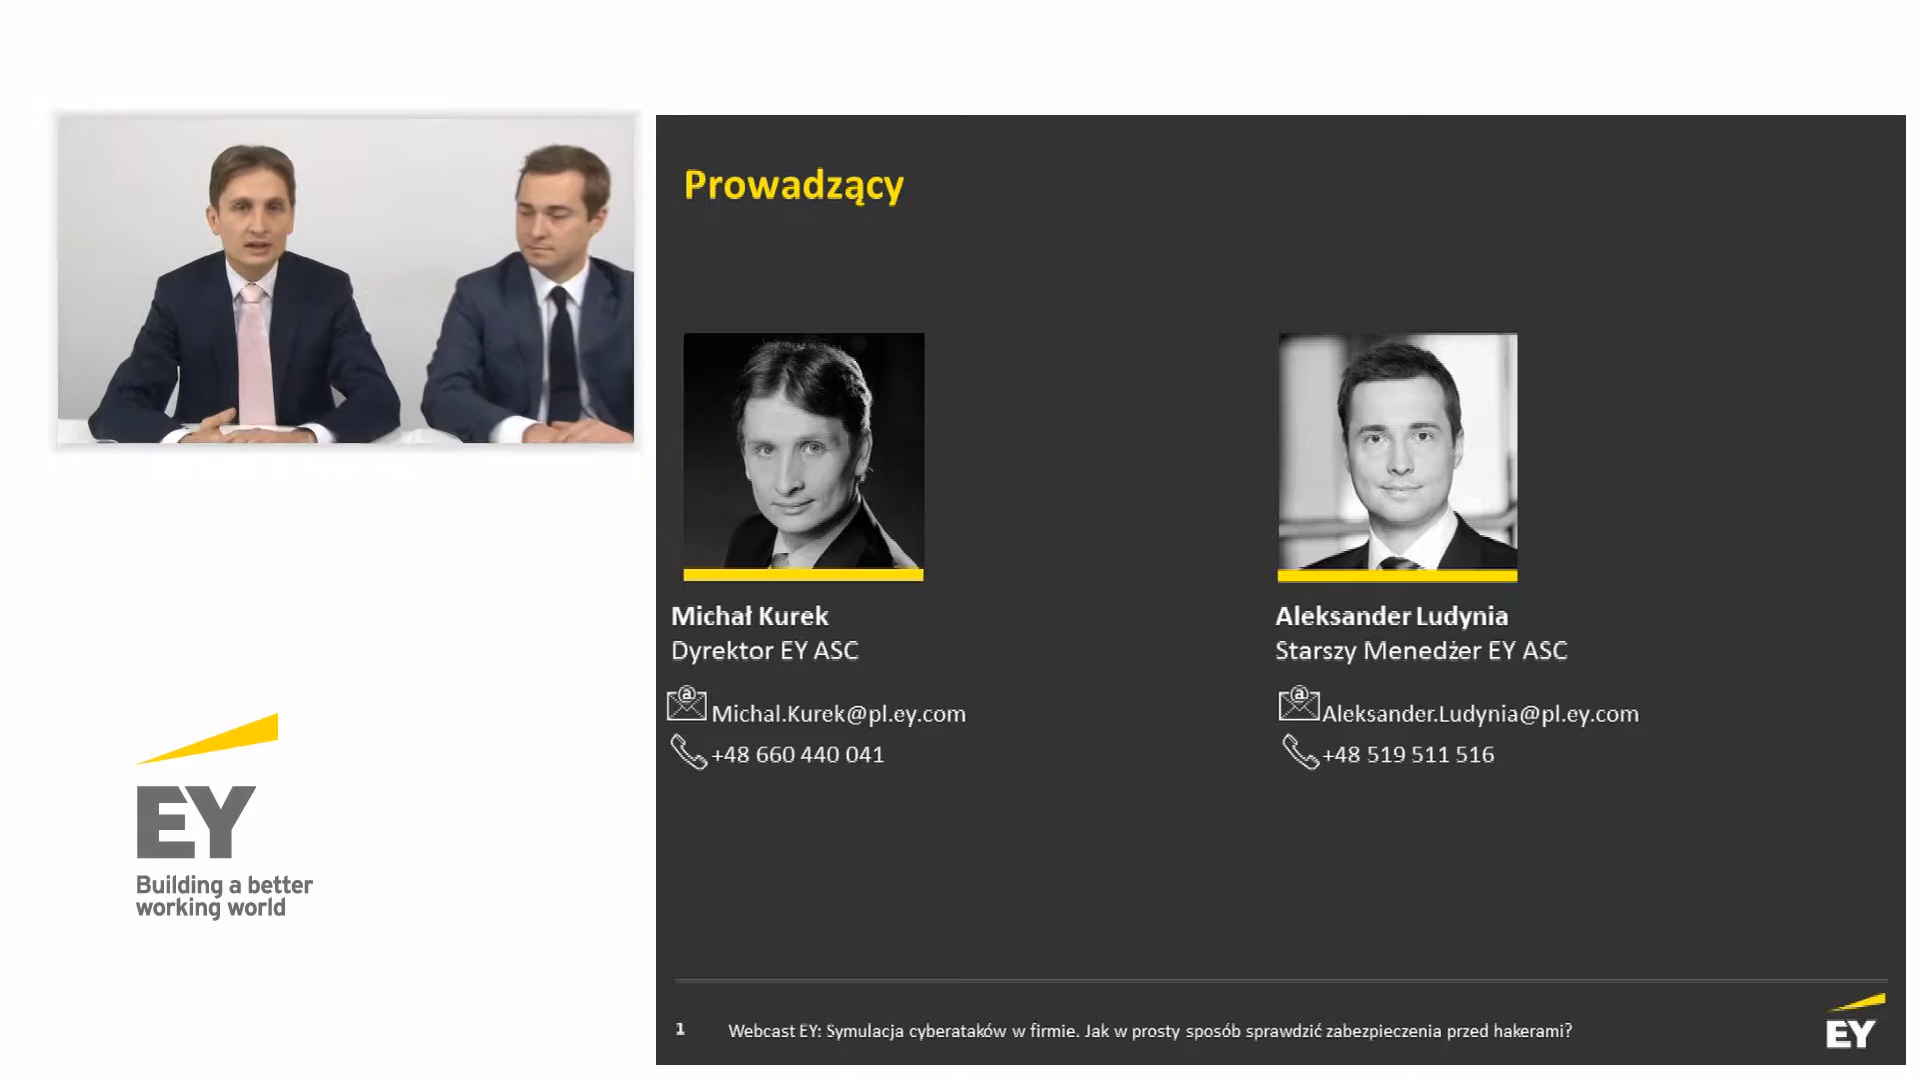 Prowadzący
Michał Kurek
Dyrektor EY ASC
Michal.Kurek@pl.ey.com
+48 660 440 041
Aleksander Ludynia
Starszy Menedżer EY ASC
Aleksander.Ludynia@pl.ey.com
+48 519 511 516
EY
Building a better
working world
1 Webcast EY: Symulacja cyberataków w firmie. Jak w prosty sposób sprawdzić zabezpieczenia przed hakerami?
EY